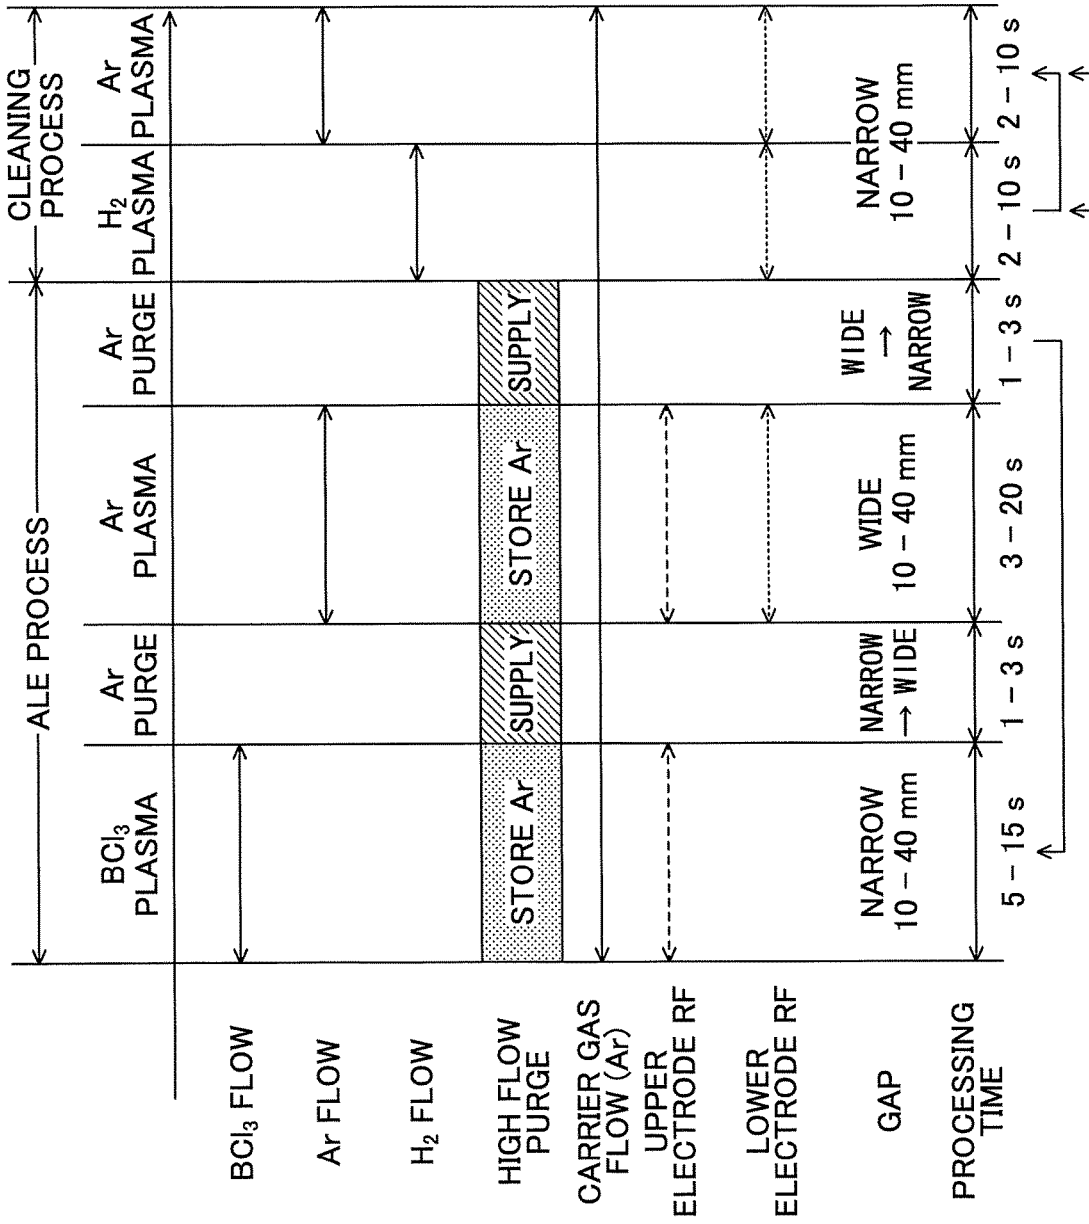 ALE PROCESS
CLEANING
PROCESS
BCl₃
PLASMA
Ar
PURGE
Ar
PLASMA
Ar
PURGE
H₂
PLASMA
Ar
PLASMA
BCl₃ FLOW
Ar FLOW
H₂ FLOW
HIGH FLOW
PURGE
STORE Ar
SUPPLY
STORE Ar
SUPPLY
CARRIER GAS
FLOW (Ar)
UPPER
ELECTRODE RF
LOWER
ELECTRODE RF
GAP
NARROW
10 – 40 mm
NARROW
→ WIDE
WIDE
10 – 40 mm
WIDE
→
NARROW
NARROW
10 – 40 mm
PROCESSING
TIME
5 – 15 s
1 – 3 s
3 – 20 s
1 – 3 s
2 – 10 s
2 – 10 s